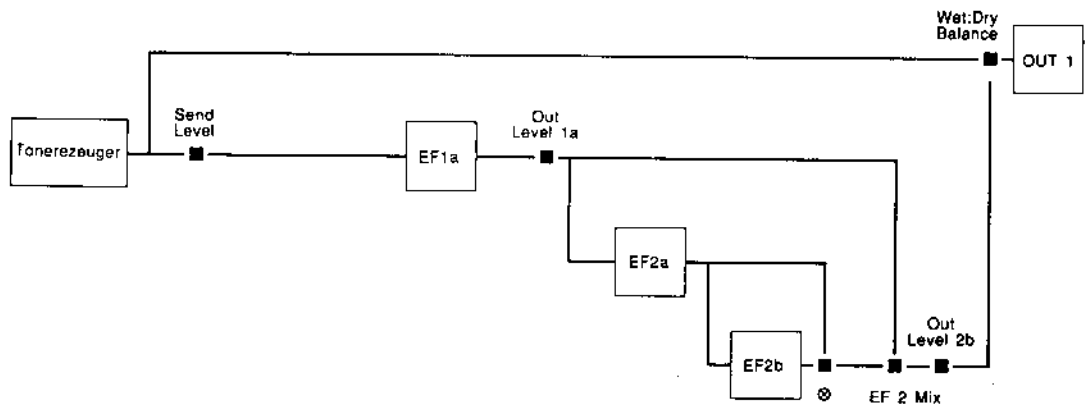 Wet:Dry
Balance
OUT 1
Send
Level
Out
Level 1a
Tonerezeuger
EF1a
EF2a
Out
Level 2b
EF2b
EF 2 Mix